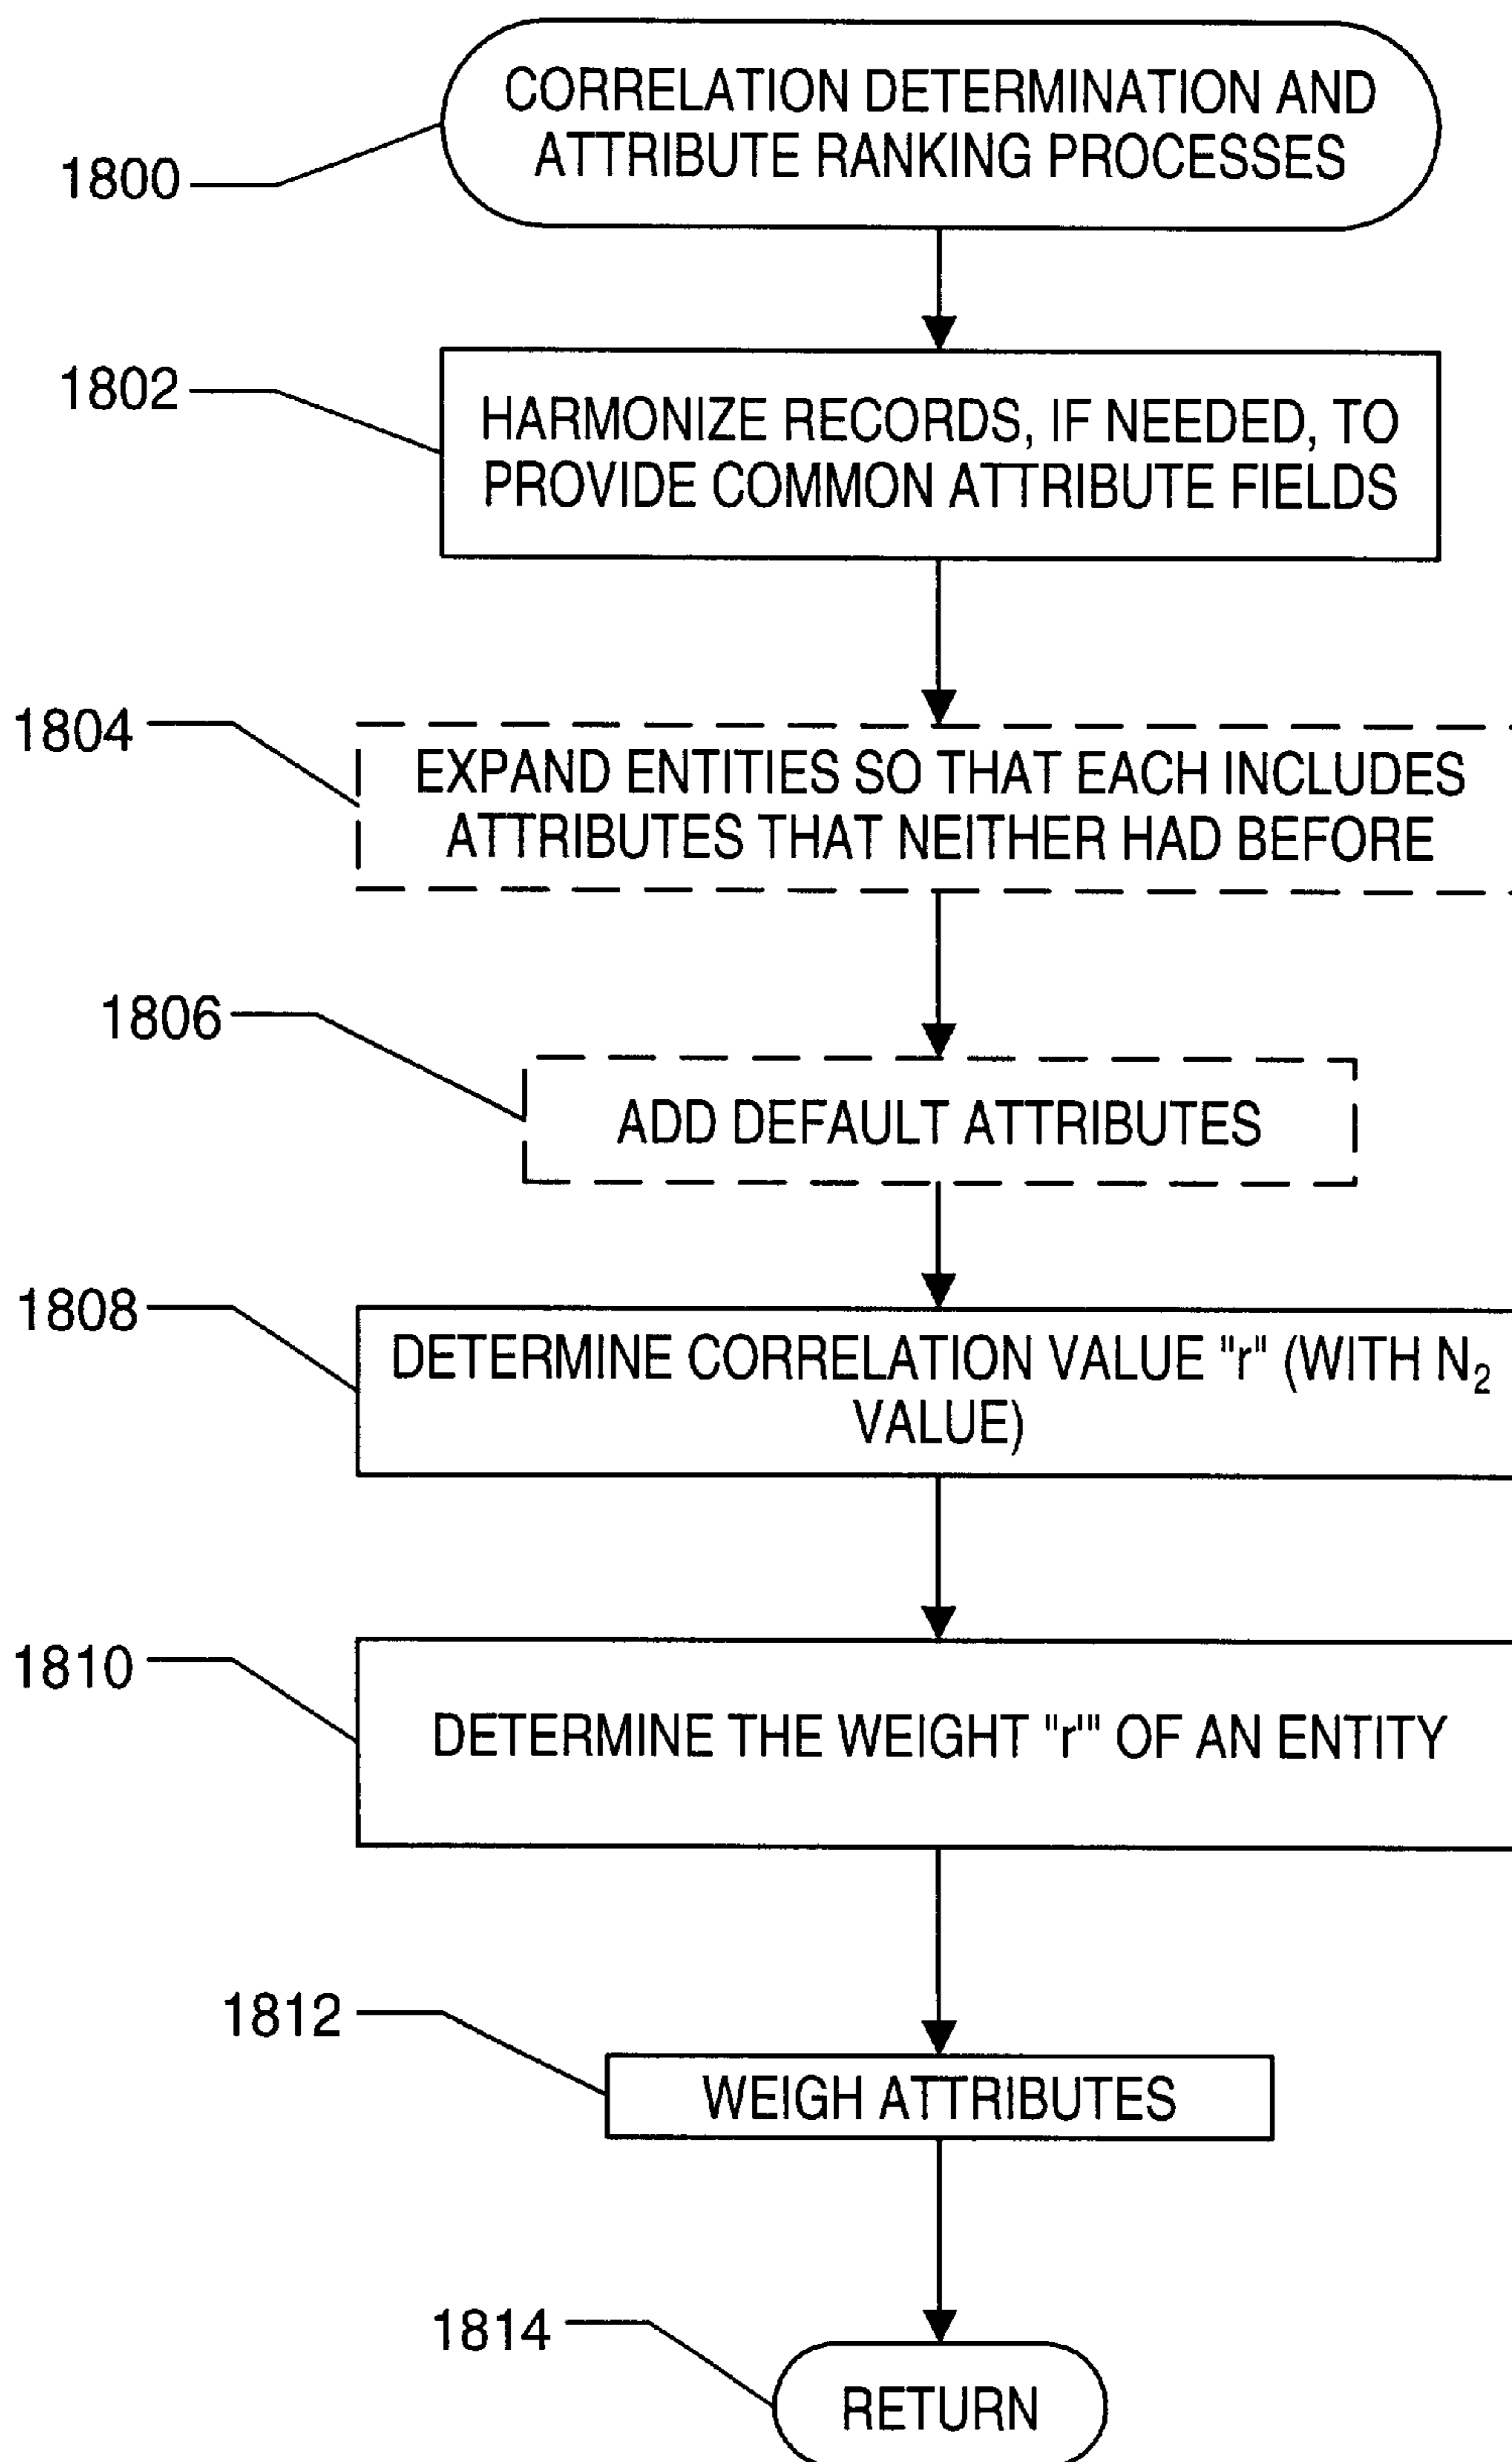 CORRELATION DETERMINATION AND
ATTRIBUTE RANKING PROCESSES
1800
1802
HARMONIZE RECORDS, IF NEEDED, TO
PROVIDE COMMON ATTRIBUTE FIELDS
1804
EXPAND ENTITIES SO THAT EACH INCLUDES
ATTRIBUTES THAT NEITHER HAD BEFORE
1806
ADD DEFAULT ATTRIBUTES
1808
DETERMINE CORRELATION VALUE "r" (WITH N₂
VALUE)
1810
DETERMINE THE WEIGHT "r'" OF AN ENTITY
1812
WEIGH ATTRIBUTES
1814
RETURN